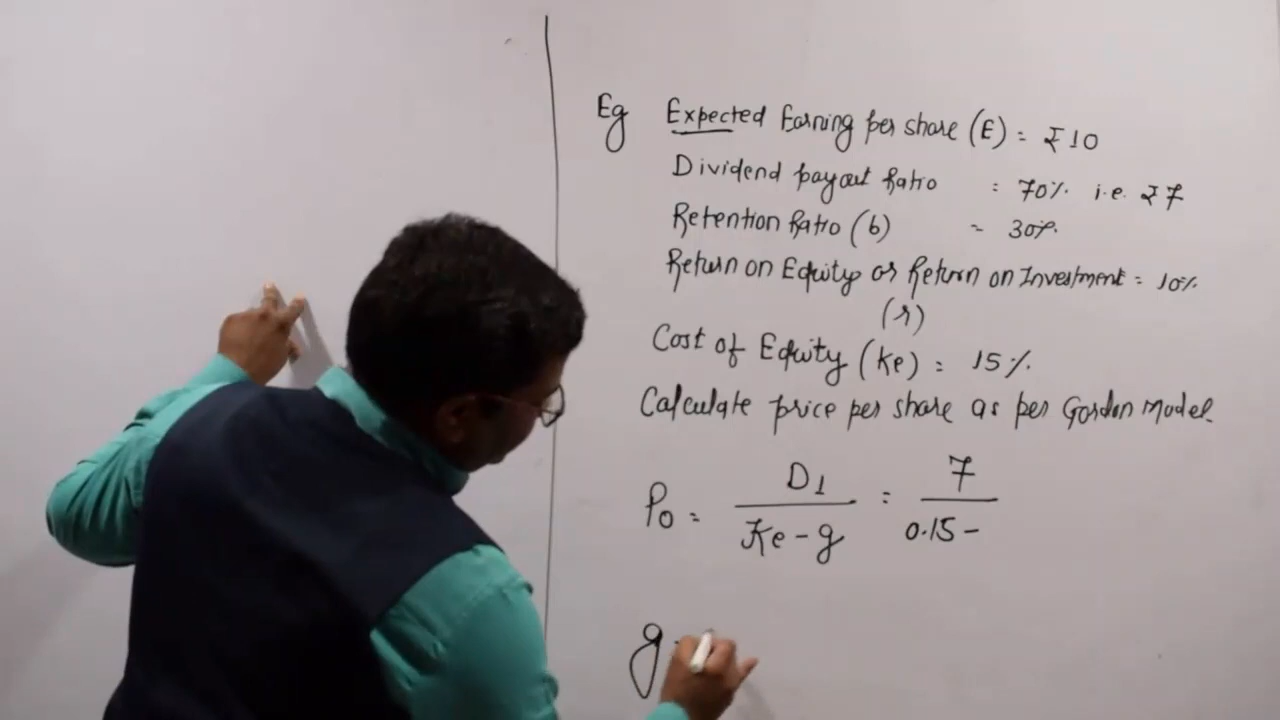 Eg Expected Earning per share (E) = ₹10
Dividend payout Ratio = 70% i.e. ₹7
Retention Ratio (b) = 30%
Return on Equity or Return on Investment = 10%
(r)
Cost of Equity (Ke) = 15%
Calculate price per share as per Gordon Model
P0 = D1 / Ke - g = 7 / 0.15 -
g